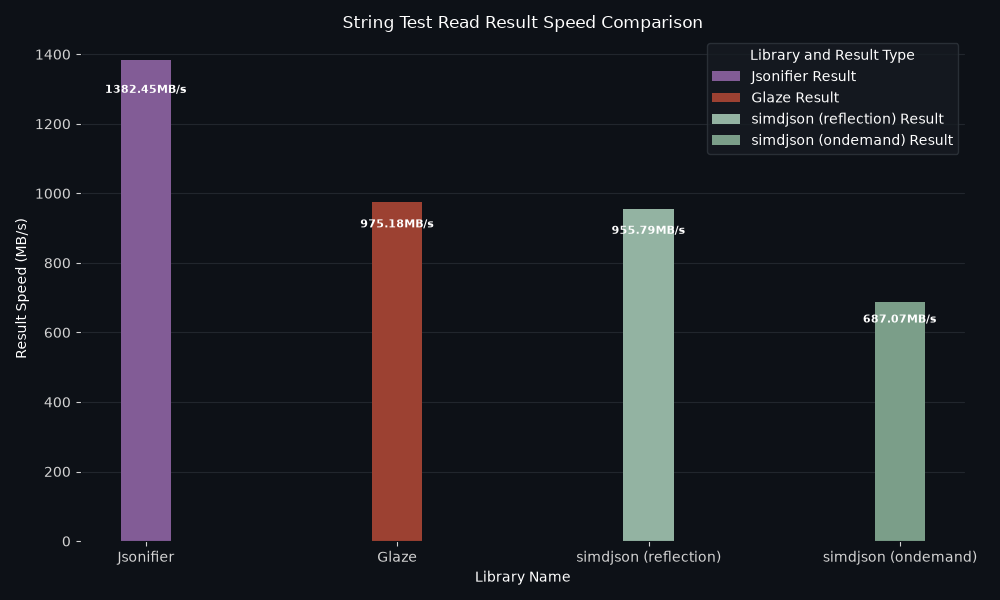 String Test Read Result Speed Comparison
Library and Result Type
Jsonifier Result
Glaze Result
simdjson (reflection) Result
simdjson (ondemand) Result
Result Speed (MB/s)
1400
1200
1000
800
600
400
200
0
1382.45MB/s
975.18MB/s
955.79MB/s
687.07MB/s
Jsonifier
Glaze
simdjson (reflection)
simdjson (ondemand)
Library Name